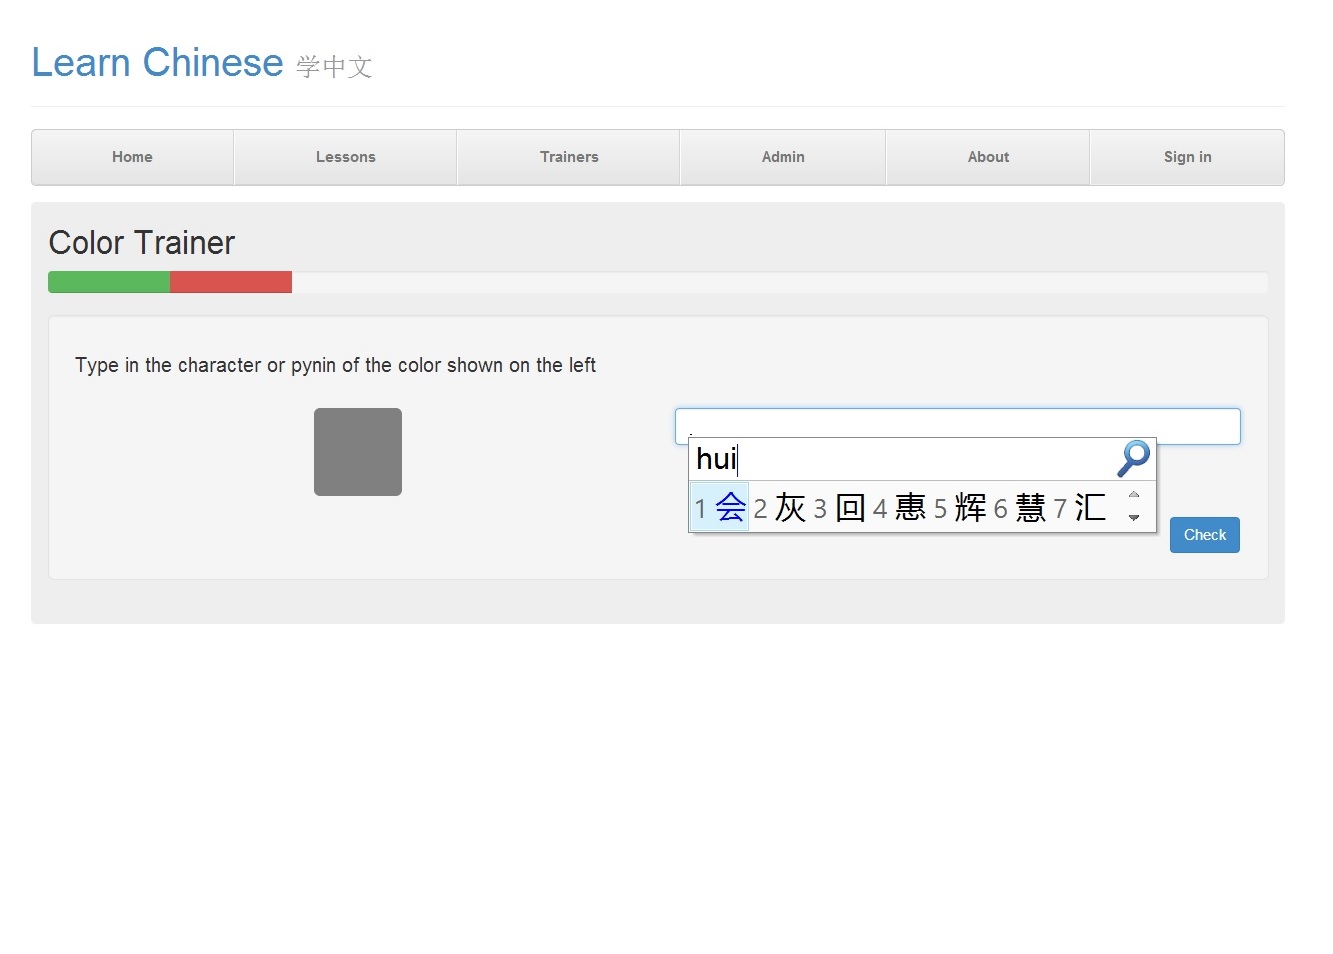 Learn Chinese 学中文
Home Lessons Trainers Admin About Sign in
Color Trainer
Type in the character or pynin of the color shown on the left
hui
1 会 2 灰 3 回 4 惠 5 辉 6 慧 7 汇
Check